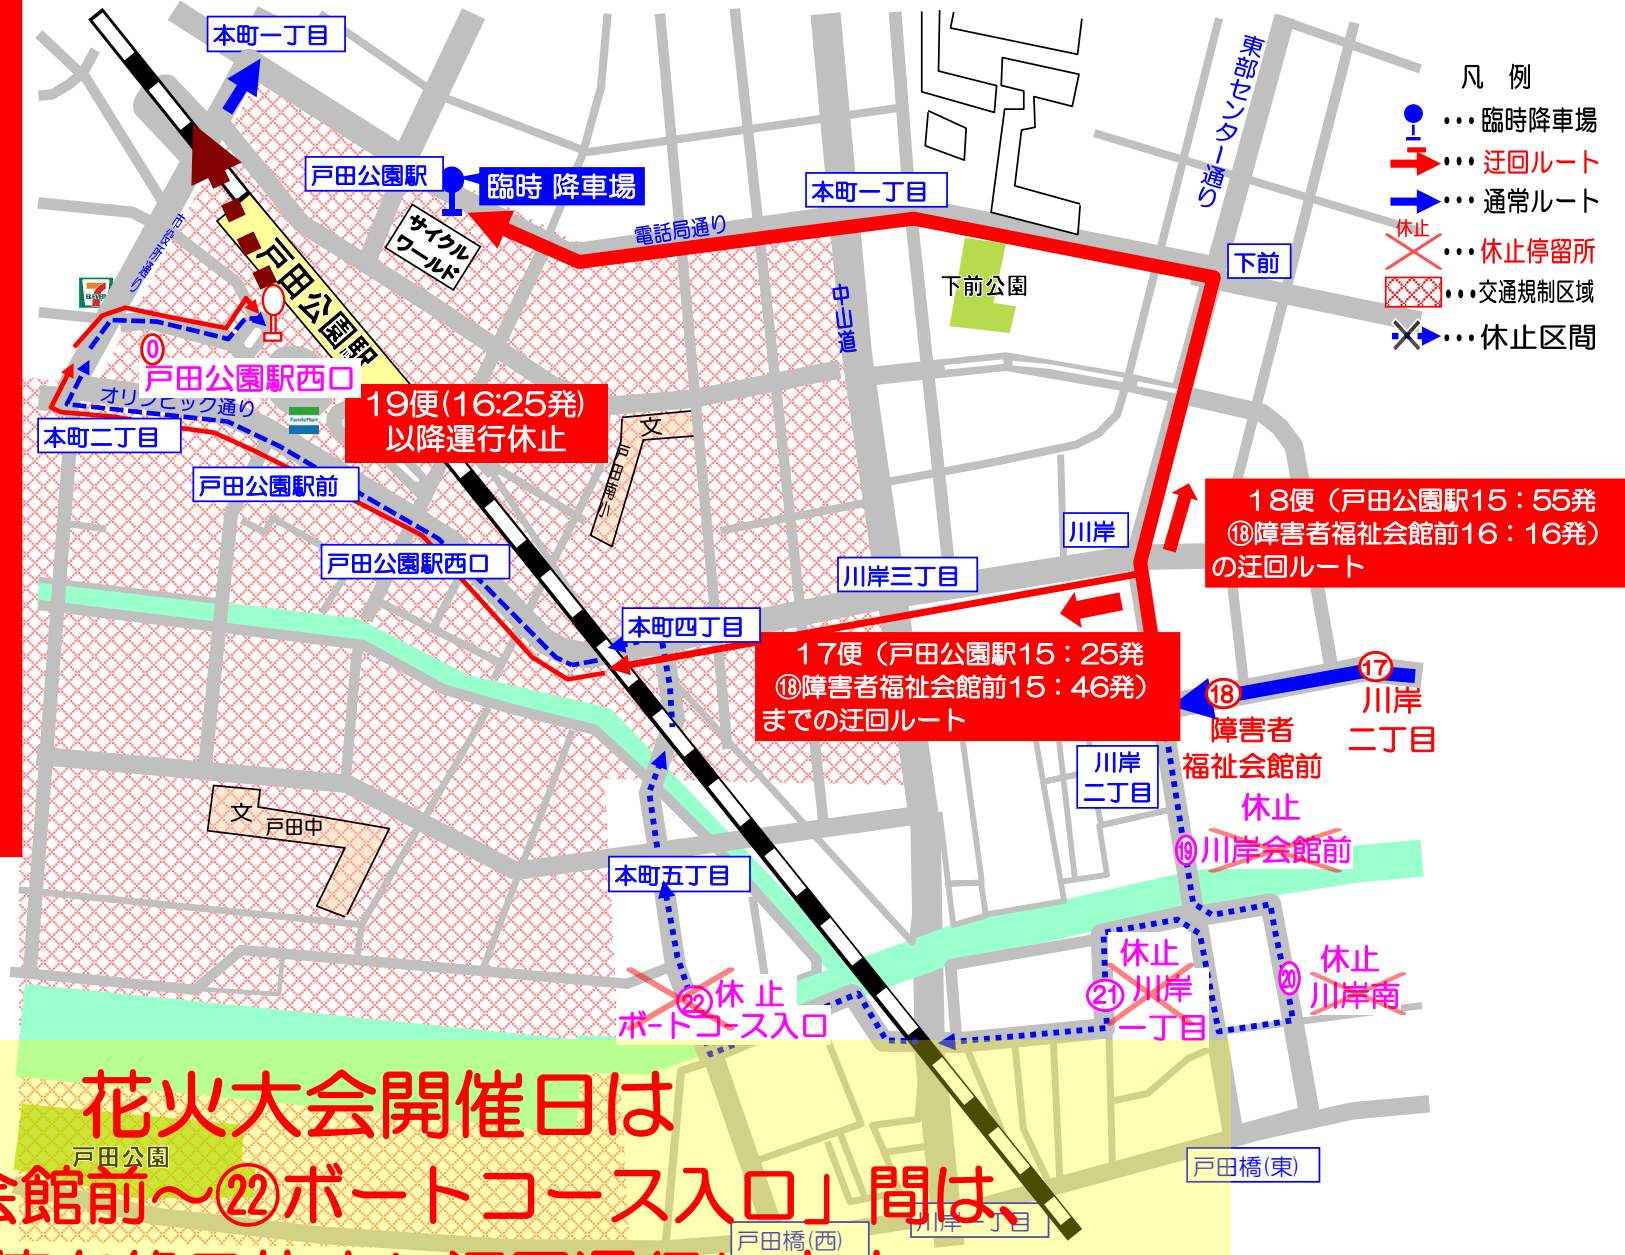 本町一丁目
東部センター通り
凡 例
･･･臨時降車場
･･･迂回ルート
･･･通常ルート
休止
･･･休止停留所
･･･交通規制区域
･･･休止区間
戸田公園駅
臨時 降車場
本町一丁目
サイクル
ワールド
電話局通り
下前公園
下前
中山道
戸田公園駅
ELEVEN
0
戸田公園駅西口
オリンピック通り
FamilyMart
本町二丁目
19便(16:25発)
以降運行休止
文
戸田公園駅前
戸田公園駅西口
川岸
18便（戸田公園駅15：55発
⑱障害者福祉会館前16：16発）
の迂回ルート
川岸三丁目
本町四丁目
17便（戸田公園駅15：25発
⑱障害者福祉会館前15：46発）
までの迂回ルート
⑰
川岸
二丁目
⑱
障害者
福祉会館前
川岸
二丁目
休止
⑲川岸会館前
文
戸田中
本町五丁目
休止
㉑川岸
一丁目
⑳
休止
川岸南
㉒休止
ボートコース入口
花火大会開催日は
戸田公園
会館前～㉒ボートコース入口」間は、
戸田橋(東)
川岸一丁目
戸田橋(西)